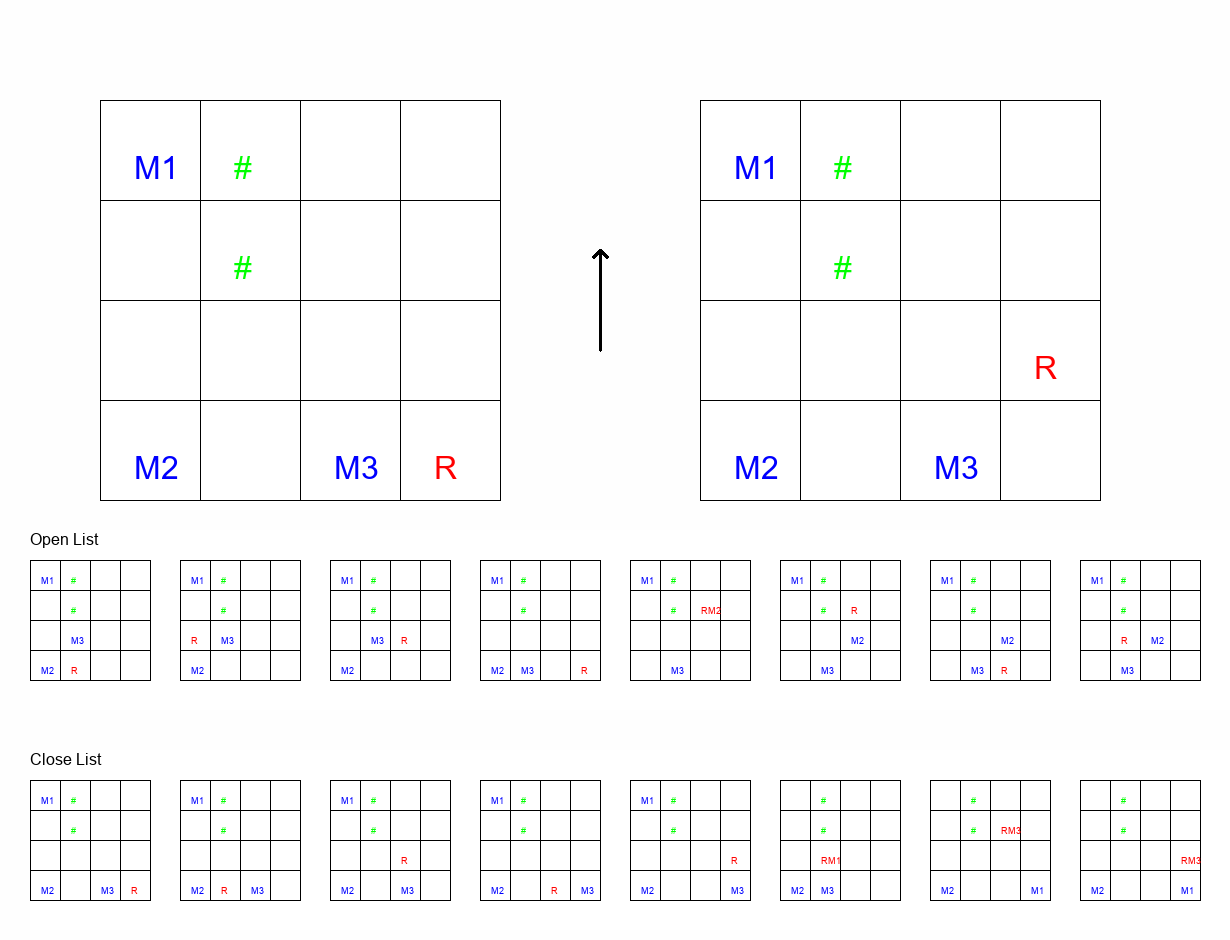 M1 # M1 #
# #
R
M2 M3 R M2 M3
Open List
M1 # M1 # M1 # M1 # M1 # M1 # M1 # M1 #
# # # # # RM2 # R # #
M3 R M3 M3 R M2 M2 R M2
M2 R M2 M2 M2 M3 R M3 M3 M3 R M3
Close List
M1 # M1 # M1 # M1 # M1 # # # #
# # # # # # # RM3 #
R R RM1 RM3
M2 M3 R M2 R M3 M2 M3 M2 R M3 M2 M3 M2 M3 M2 M1 M2 M1